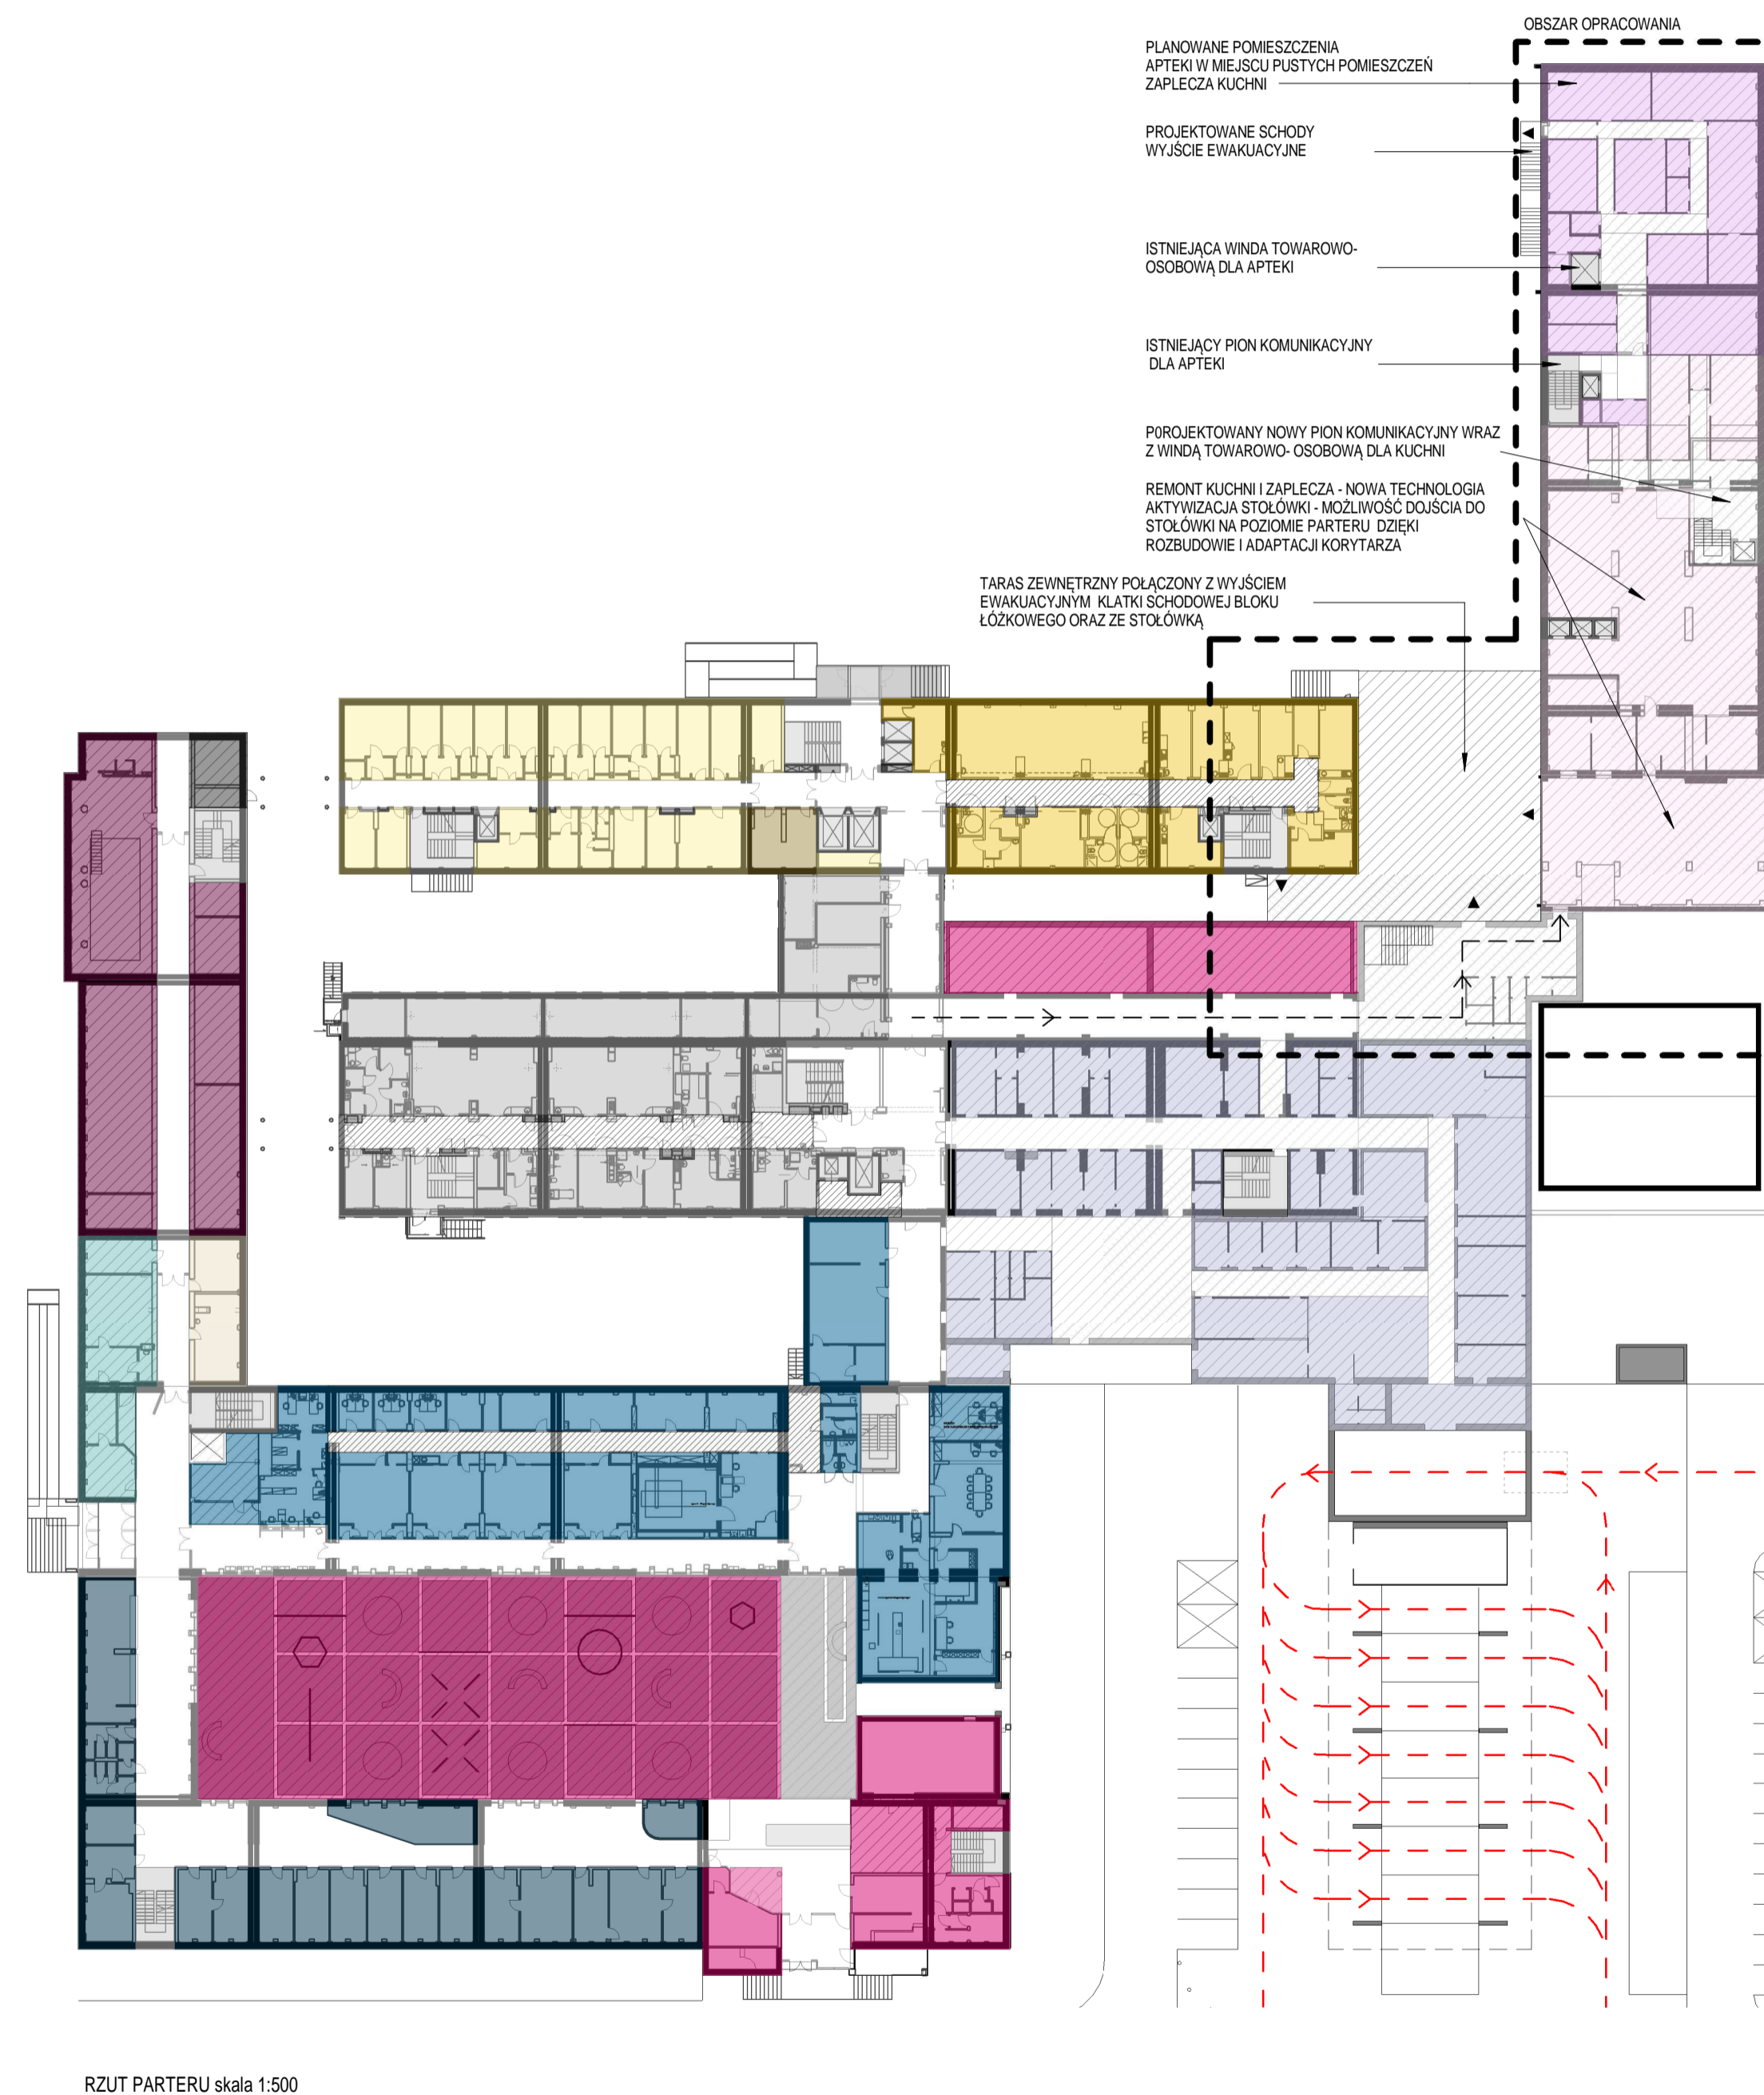 OBSZAR OPRACOWANIA
PLANOWANE POMIESZCZENIA
APTEKI W MIEJSCU PUSTYCH POMIESZCZEŃ
ZAPLECZA KUCHNI
PROJEKTOWANE SCHODY
WYJŚCIE EWAKUACYJNE
ISTNIEJĄCA WINDA TOWAROWO-
OSOBOWĄ DLA APTEKI
ISTNIEJĄCY PION KOMUNIKACYJNY
DLA APTEKI
P0ROJEKTOWANY NOWY PION KOMUNIKACYJNY WRAZ
Z WINDĄ TOWAROWO- OSOBOWĄ DLA KUCHNI
REMONT KUCHNI I ZAPLECZA - NOWA TECHNOLOGIA
AKTYWIZACJA STOŁÓWKI - MOŻLIWOŚĆ DOJŚCIA DO
STOŁÓWKI NA POZIOMIE PARTERU DZIĘKI
ROZBUDOWIE I ADAPTACJI KORYTARZA
TARAS ZEWNĘTRZNY POŁĄCZONY Z WYJŚCIEM
EWAKUACYJNYM KLATKI SCHODOWEJ BLOKU
ŁÓŻKOWEGO ORAZ ZE STOŁÓWKĄ
RZUT PARTERU skala 1:500